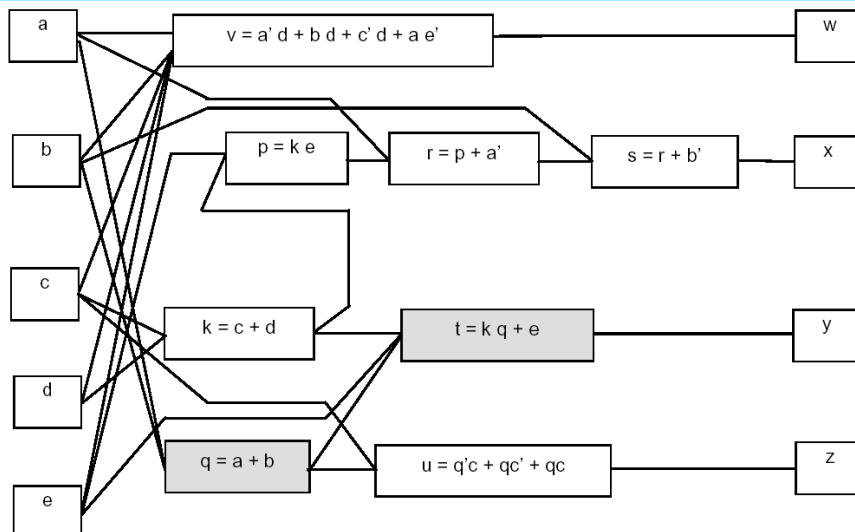 a
v = a’ d + b d + c’ d + a e’
w
b
p = k e
r = p + a’
s = r + b’
x
c
k = c + d
t = k q + e
y
d
q = a + b
u = q’c + qc’ + qc
z
e